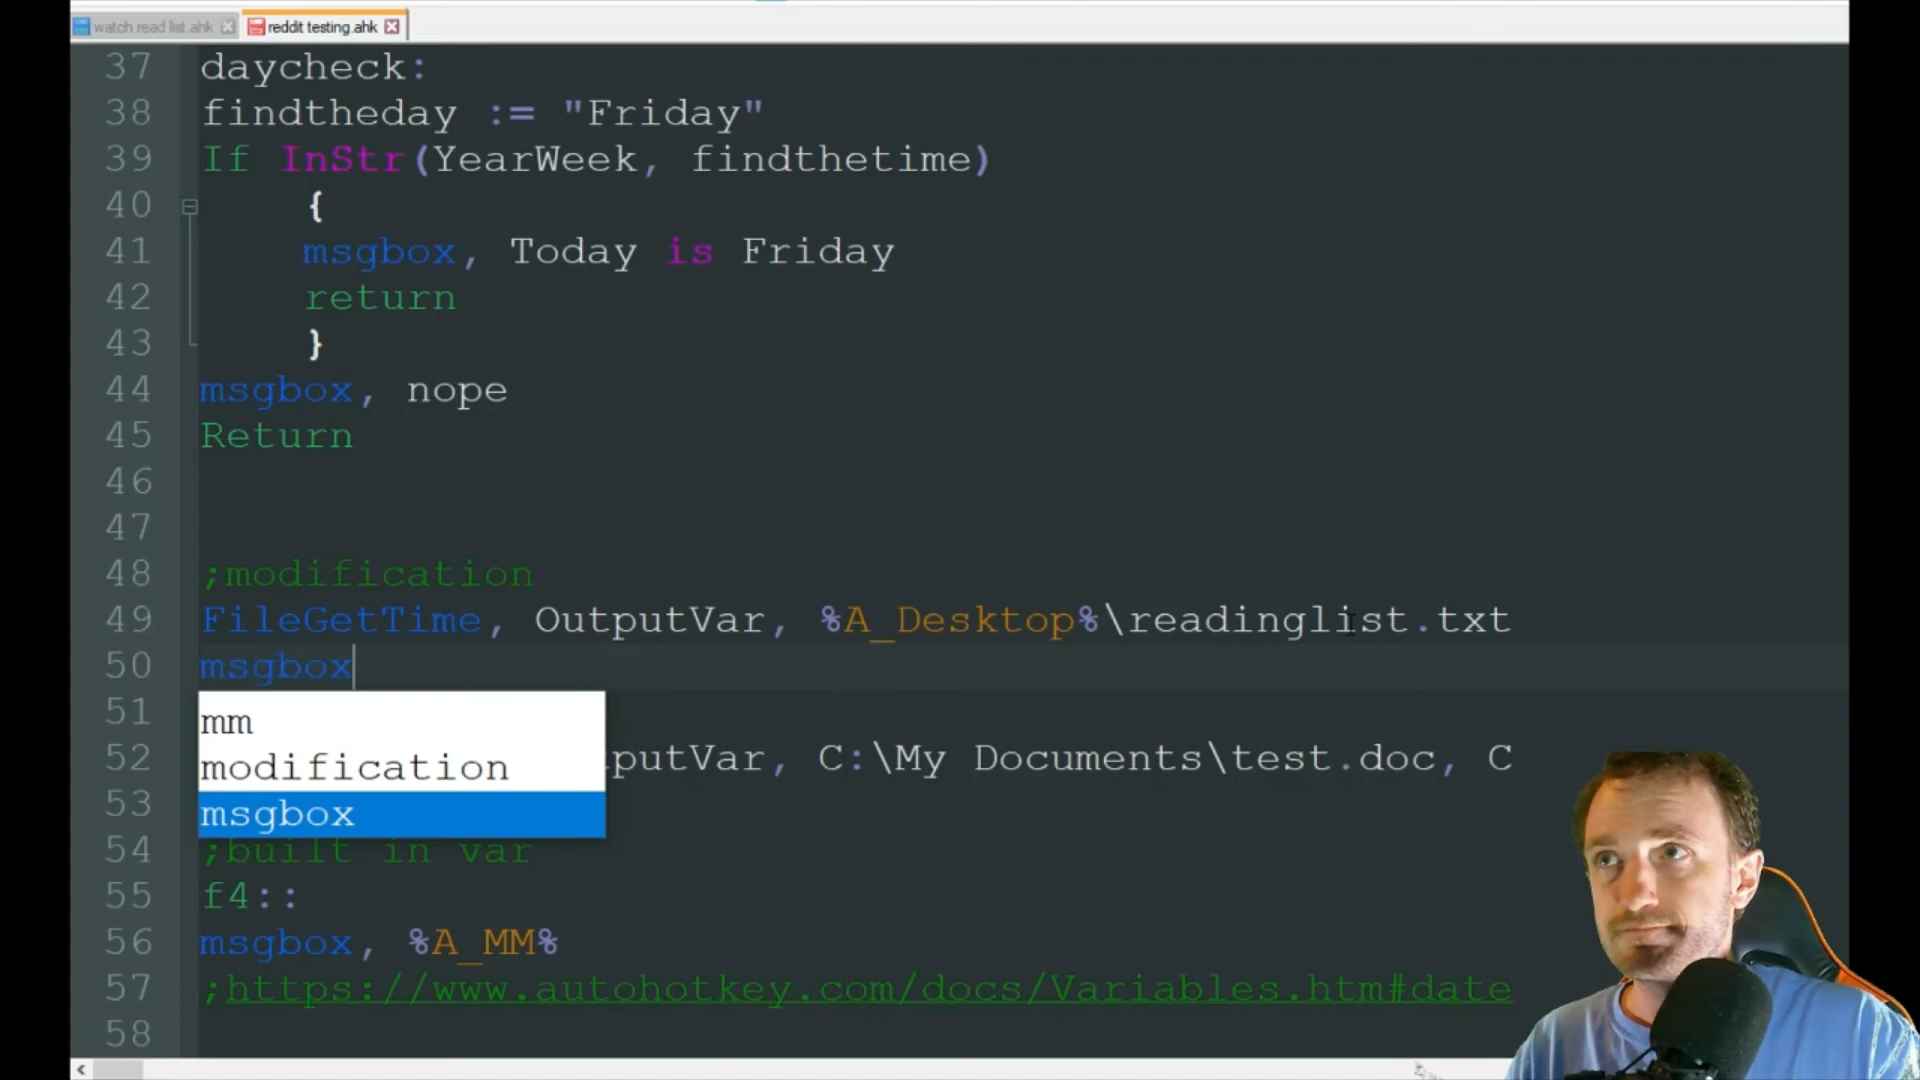 watch read list.ahk reddit testing.ahk
37 daycheck:
38 findtheday := "Friday"
39 If InStr(YearWeek, findthetime)
40 {
41 msgbox, Today is Friday
42 return
43 }
44 msgbox, nope
45 Return
46
47
48 ;modification
49 FileGetTime, OutputVar, %A_Desktop%\readinglist.txt
50 msgbox
mm
modification
msgbox
51
52 putVar, C:\My Documents\test.doc, C
53
54 ;built in var
55 f4::
56 msgbox, %A_MM%
57 ;https://www.autohotkey.com/docs/Variables.htm#date
58